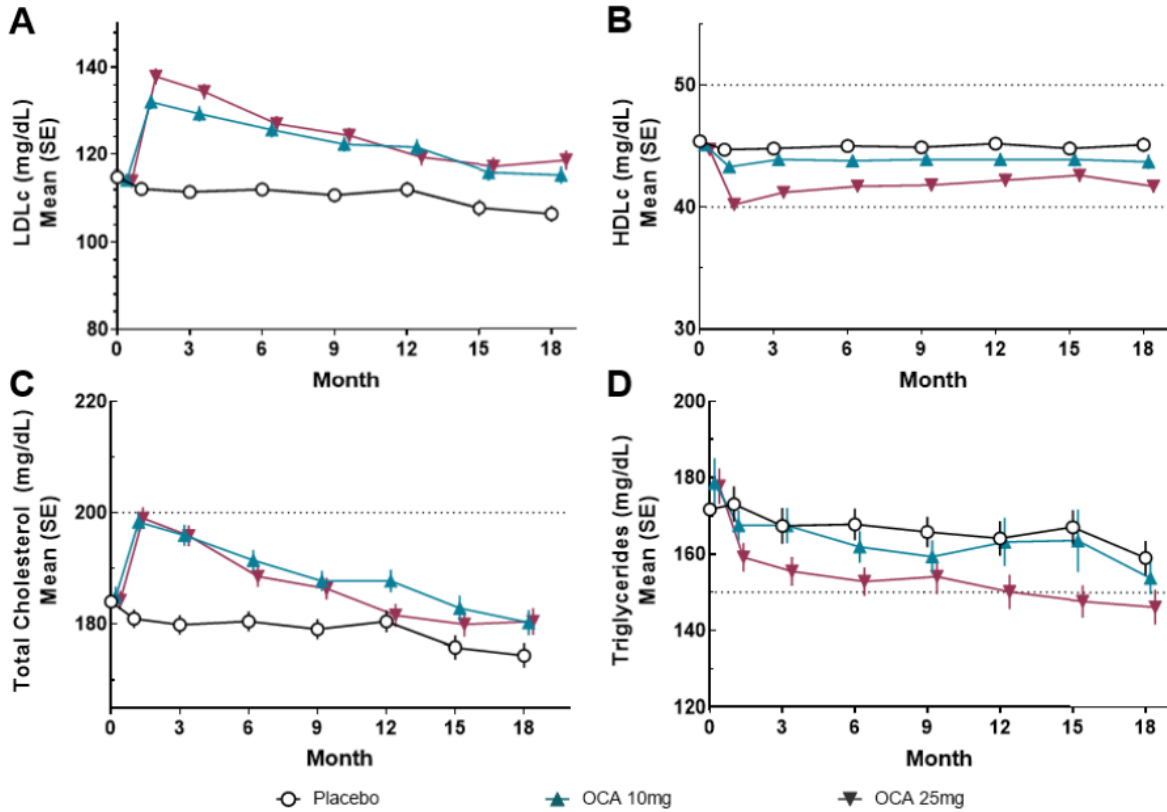 A
LDLc (mg/dL)
Mean (SE)
140
120
100
80
0 3 6 9 12 15 18
Month
B
HDLc (mg/dL)
Mean (SE)
50
40
30
0 3 6 9 12 15 18
Month
C
Total Cholesterol (mg/dL)
Mean (SE)
220
200
180
0 3 6 9 12 15 18
Month
D
Triglycerides (mg/dL)
Mean (SE)
200
180
160
140
120
0 3 6 9 12 15 18
Month
Placebo OCA 10mg OCA 25mg